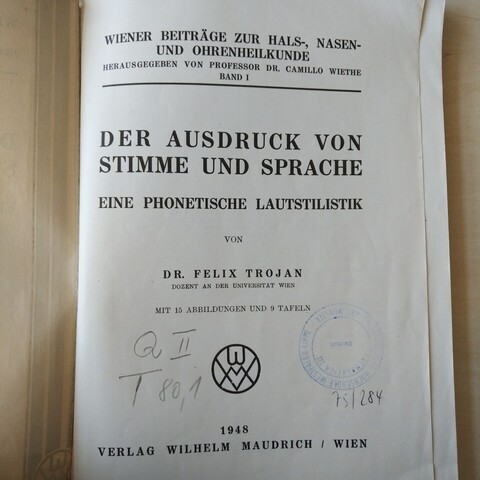 WIENER BEITRÄGE ZUR HALS-, NASEN-
UND OHRENHEILKUNDE
HERAUSGEGEBEN VON PROFESSOR DR. CAMILLO WIETHE
BAND I
DER AUSDRUCK VON
STIMME UND SPRACHE
EINE PHONETISCHE LAUTSTILISTIK
VON
DR. FELIX TROJAN
DOZENT AN DER UNIVERSITÄT WIEN
MIT 15 ABBILDUNGEN UND 9 TAFELN
Q II
T 80,1
75/284
1948
VERLAG WILHELM MAUDRICH / WIEN